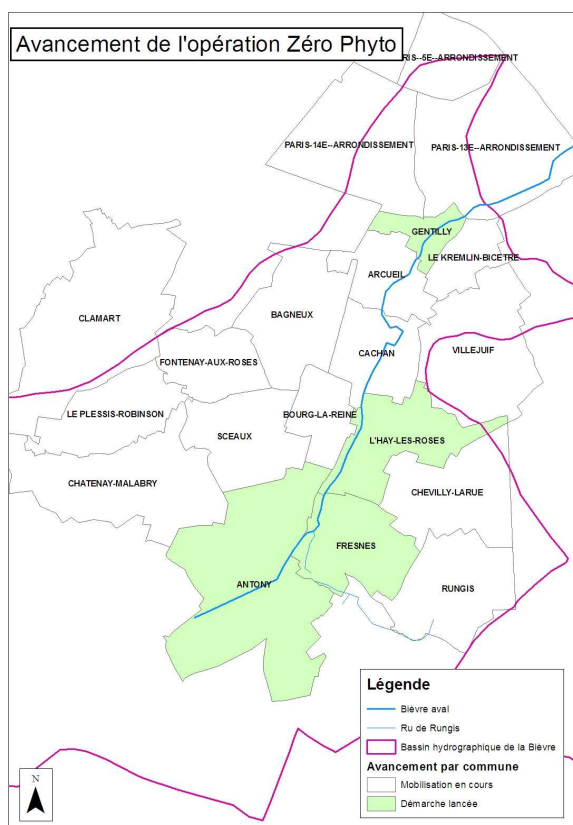 Avancement de l'opération Zéro Phyto
RIS--5E--ARRONDISSEMENT
PARIS-14E--ARRONDISSEMENT
PARIS-13E--ARRONDISSEMENT
GENTILLY
LE KREMLIN-BICETRE
ARCUEIL
BAGNEUX
CLAMART
CACHAN
VILLEJUIF
FONTENAY-AUX-ROSES
LE PLESSIS-ROBINSON
BOURG-LA-REINE
SCEAUX
L'HAY-LES-ROSES
CHATENAY-MALABRY
CHEVILLY-LARUE
FRESNES
ANTONY
RUNGIS
Légende
Bièvre aval
Ru de Rungis
Bassin hydrographique de la Bièvre
Avancement par commune
Mobilisation en cours
Démarche lancée
N